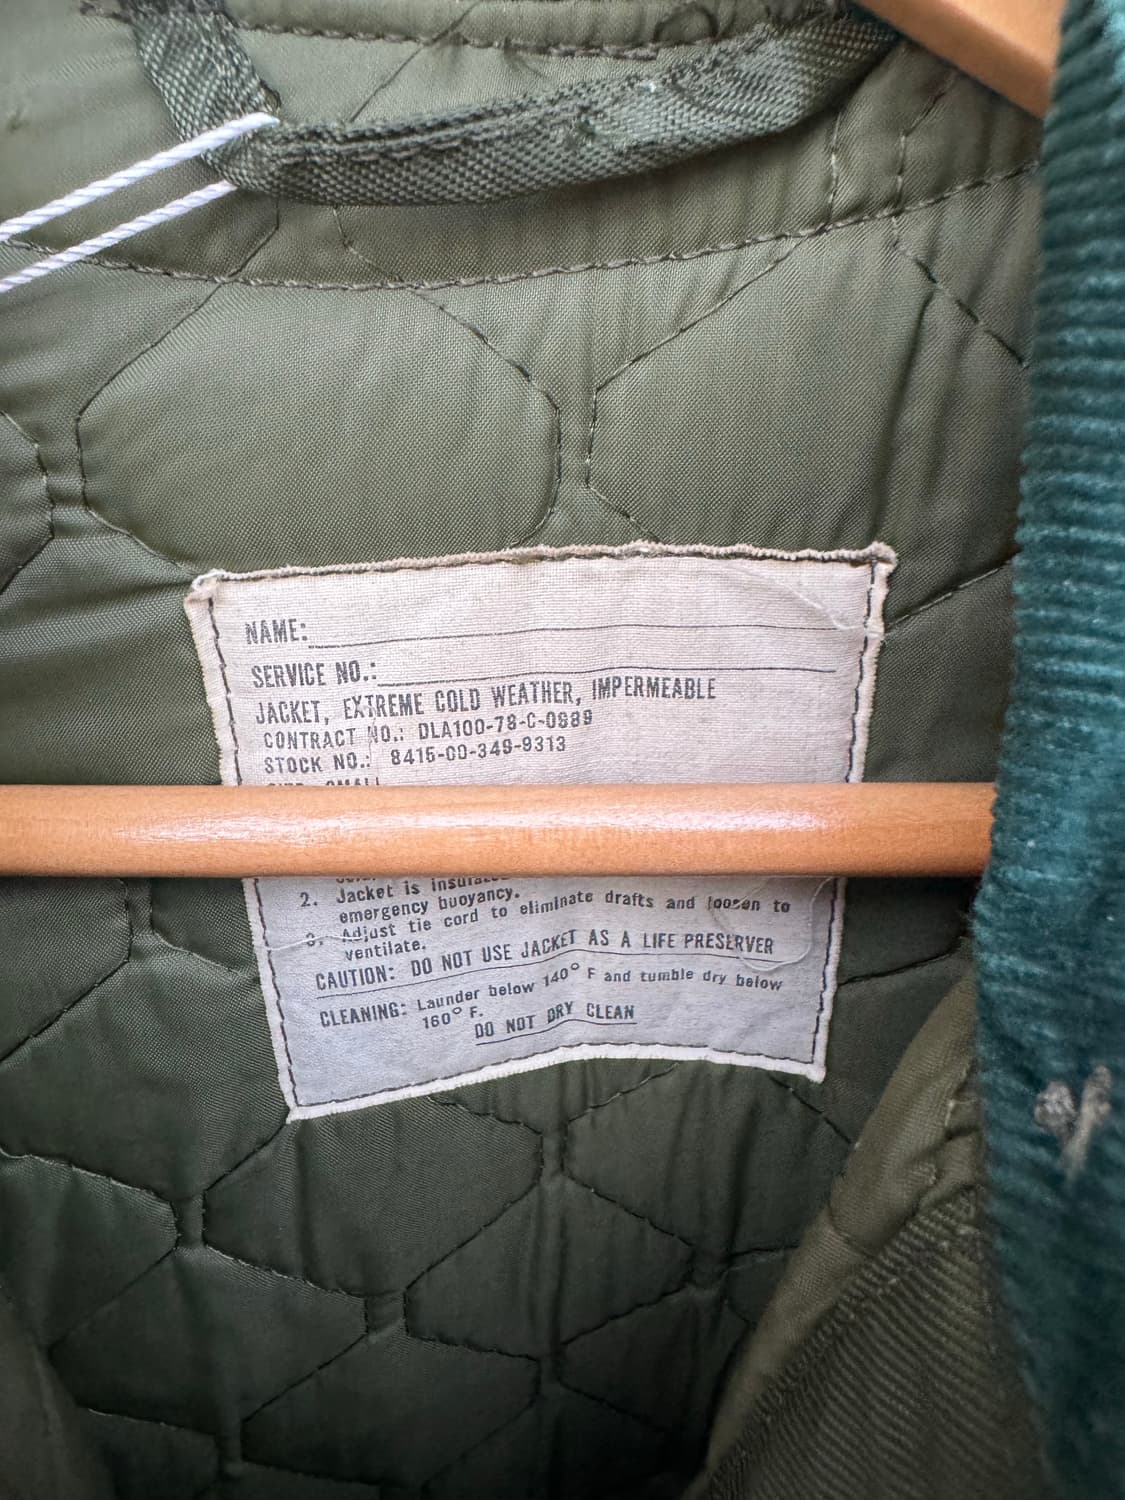 NAME:
SERVICE NO.:
JACKET, EXTREME COLD WEATHER, IMPERMEABLE
CONTRACT NO.: DLA100-78-C-0889
STOCK NO.: 8415-00-349-9313
SMALL
2. Jacket is
emergency buoyancy.
3. Adjust tie cord to eliminate drafts and loosen to
ventilate.
CAUTION: DO NOT USE JACKET AS A LIFE PRESERVER
CLEANING: Launder below 140° F and tumble dry below
160° F.
DO NOT DRY CLEAN